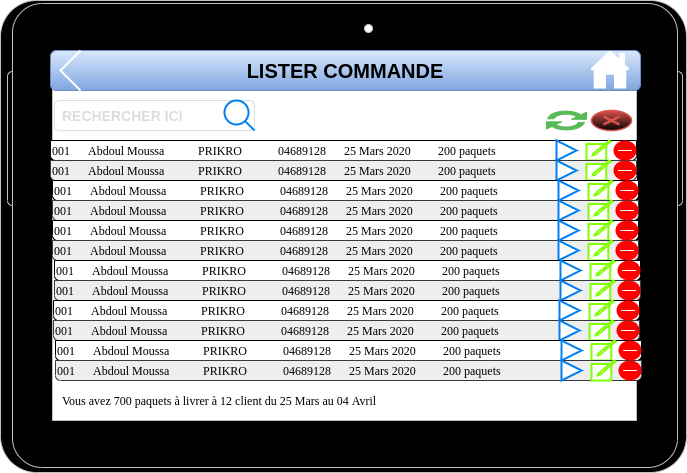 LISTER COMMANDE
RECHERCHER ICI
001 Abdoul Moussa PRIKRO 04689128 25 Mars 2020 200 paquets
001 Abdoul Moussa PRIKRO 04689128 25 Mars 2020 200 paquets
001 Abdoul Moussa PRIKRO 04689128 25 Mars 2020 200 paquets
001 Abdoul Moussa PRIKRO 04689128 25 Mars 2020 200 paquets
001 Abdoul Moussa PRIKRO 04689128 25 Mars 2020 200 paquets
001 Abdoul Moussa PRIKRO 04689128 25 Mars 2020 200 paquets
001 Abdoul Moussa PRIKRO 04689128 25 Mars 2020 200 paquets
001 Abdoul Moussa PRIKRO 04689128 25 Mars 2020 200 paquets
001 Abdoul Moussa PRIKRO 04689128 25 Mars 2020 200 paquets
001 Abdoul Moussa PRIKRO 04689128 25 Mars 2020 200 paquets
001 Abdoul Moussa PRIKRO 04689128 25 Mars 2020 200 paquets
001 Abdoul Moussa PRIKRO 04689128 25 Mars 2020 200 paquets
Vous avez 700 paquets à livrer à 12 client du 25 Mars au 04 Avril